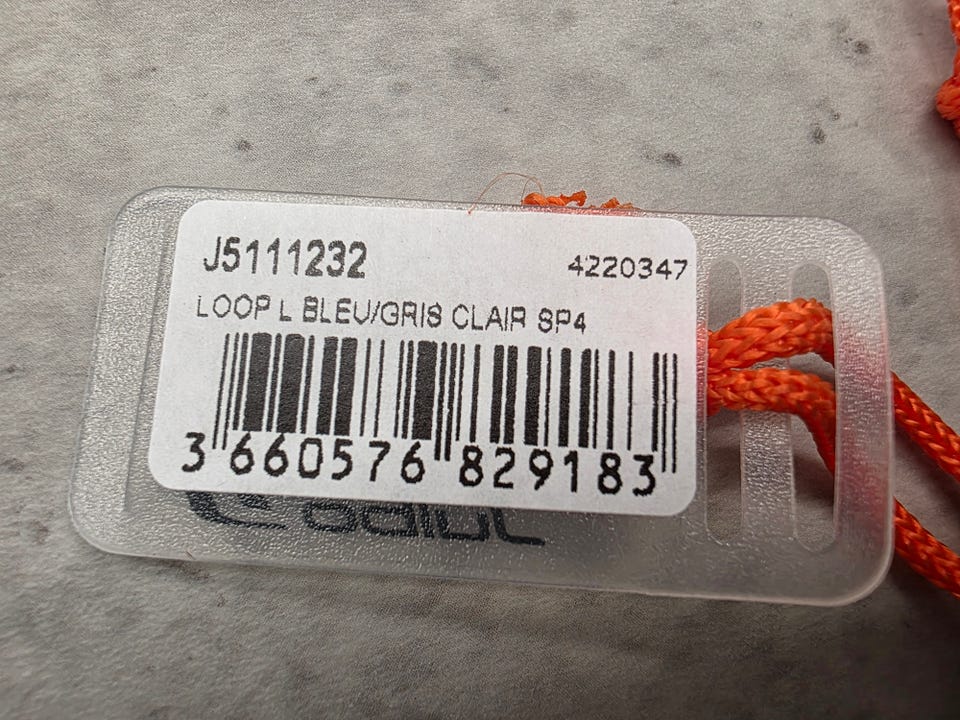 J5111232
4220347
LOOP L BLEU/GRIS CLAIR SP4
3 660576 829183